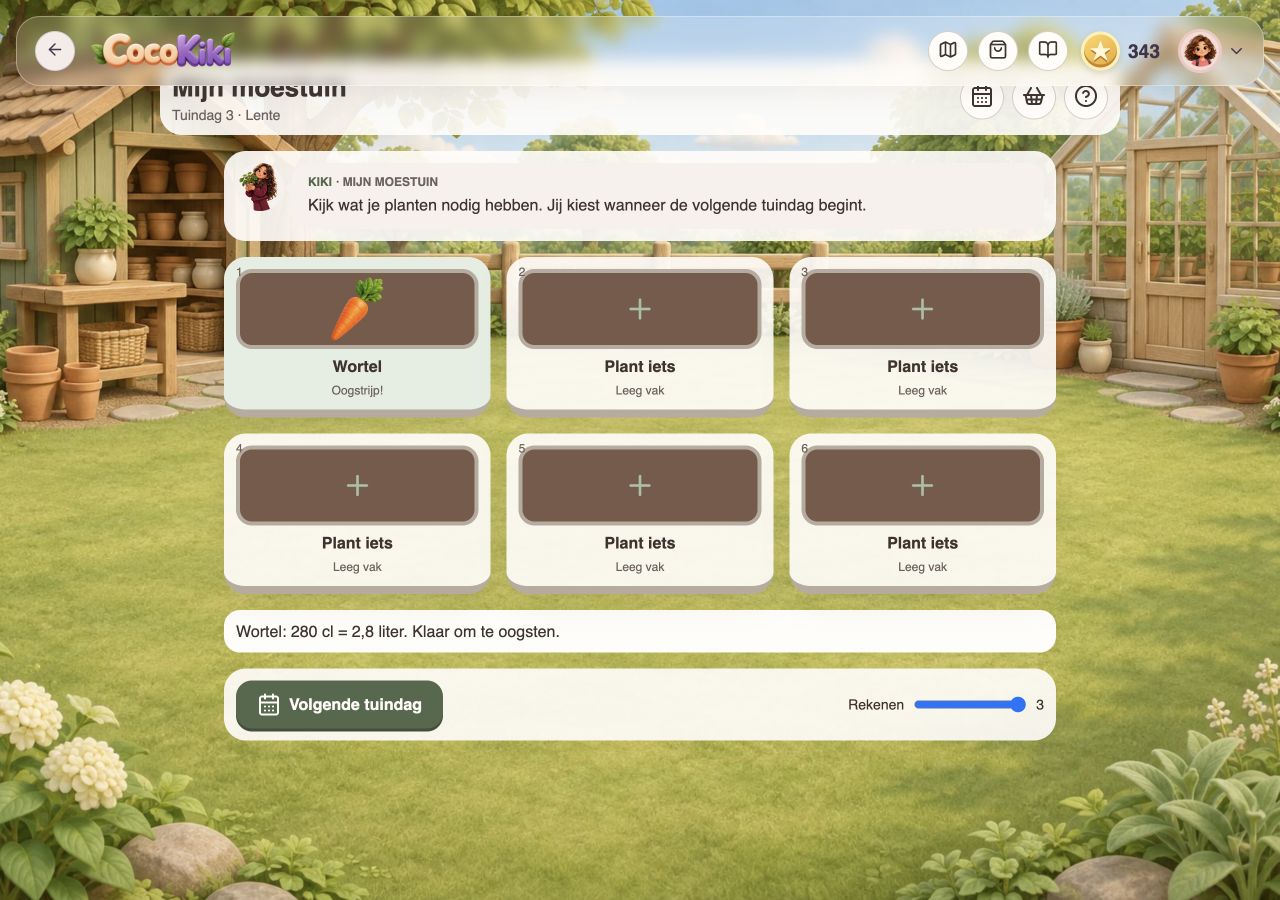 CocoKiki
343
Mijn moestuin
Tuindag 3 · Lente
KIKI · MIJN MOESTUIN
Kijk wat je planten nodig hebben. Jij kiest wanneer de volgende tuindag begint.
1
Wortel
Oogstrijp!
2
Plant iets
Leeg vak
3
Plant iets
Leeg vak
4
Plant iets
Leeg vak
5
Plant iets
Leeg vak
6
Plant iets
Leeg vak
Wortel: 280 cl = 2,8 liter. Klaar om te oogsten.
Volgende tuindag
Rekenen 3